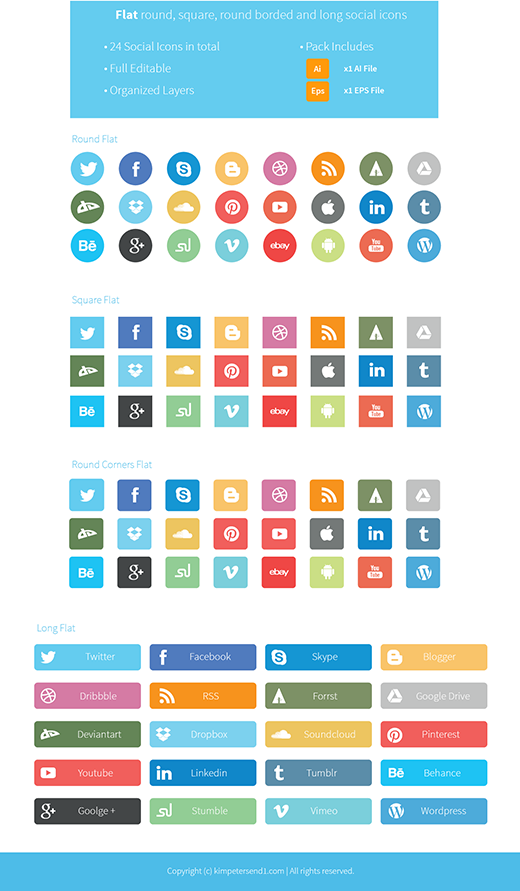 Flat round, square, round borded and long social icons
• 24 Social Icons in total
• Full Editable
• Organized Layers
• Pack Includes
Ai x1 AI File
Eps x1 EPS File
Round Flat
Bē g+ ebay You Tube
Square Flat
Bē g+ ebay You Tube
Round Corners Flat
Bē g+ ebay You Tube
Long Flat
Twitter Facebook Skype Blogger
Dribbble RSS Forrst Google Drive
Deviantart Dropbox Soundcloud Pinterest
Youtube in Linkedin t Tumblr Bē Behance
g+ Goolge + Stumble Vimeo Wordpress
Copyright (c) kimpetersend1.com | All rights reserved.